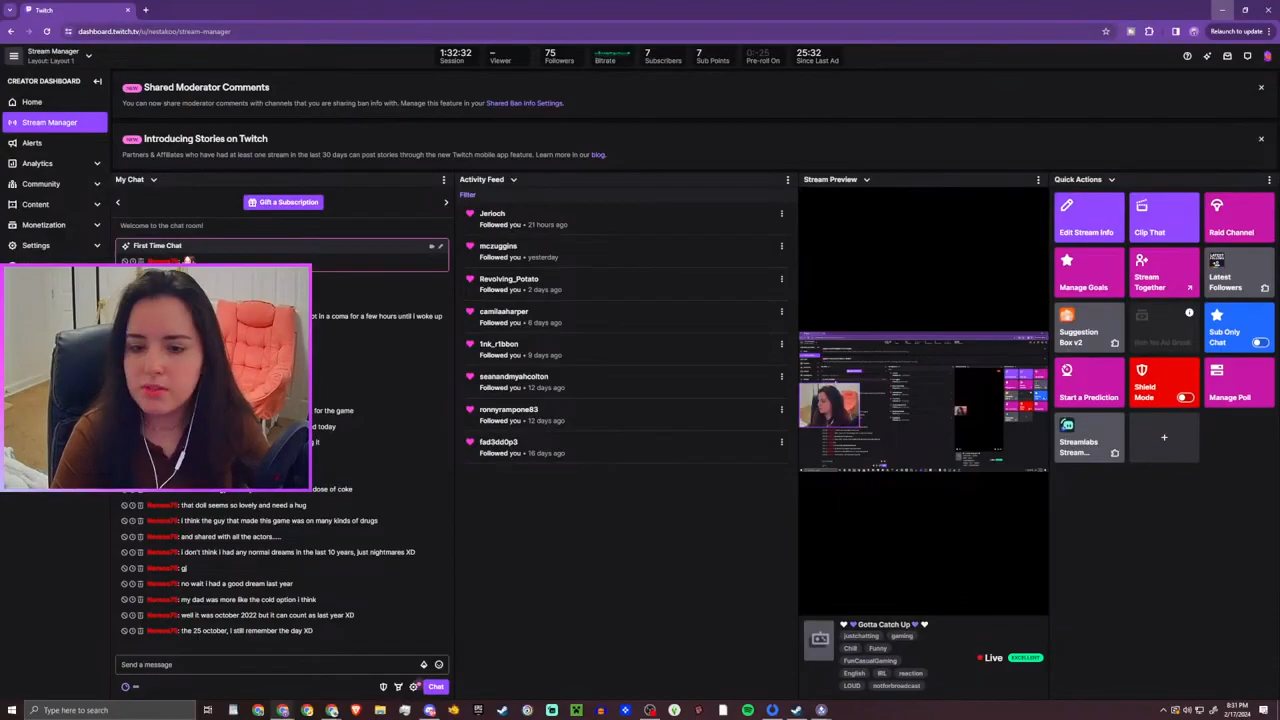 Twitch
dashboard.twitch.tv/u/nestakoo/stream-manager
Relaunch to update
Stream Manager
Layout: Layout 1
1:32:32
Session
–
Viewer
75
Followers
Bitrate
7
Subscribers
7
Sub Points
0:-25
Pre-roll On
25:32
Since Last Ad
CREATOR DASHBOARD
Home
Stream Manager
Alerts
Analytics
Community
Content
Monetization
Settings
NEW Shared Moderator Comments
You can now share moderator comments with channels that you are sharing ban info with. Manage this feature in your Shared Ban Info Settings.
NEW Introducing Stories on Twitch
Partners & Affiliates who have had at least one stream in the last 30 days can post stories through the new Twitch mobile app feature. Learn more in our blog.
My Chat
Gift a Subscription
Welcome to the chat room!
First Time Chat
ot in a coma for a few hours until i woke up
for the game
d today
g it
dose of coke
: that doll seems so lovely and need a hug
: i think the guy that made this game was on many kinds of drugs
: and shared with all the actors.....
: i don't think i had any normal dreams in the last 10 years, just nightmares XD
: gj
: no wait i had a good dream last year
: my dad was more like the cold option i think
: well it was october 2022 but it can count as last year XD
: the 25 october, i still remember the day XD
Send a message
Chat
Activity Feed
Filter
Jerioch
Followed you • 21 hours ago
mczuggins
Followed you • yesterday
Revolving_Potato
Followed you • 2 days ago
camilaaharper
Followed you • 6 days ago
1nk_r1bbon
Followed you • 9 days ago
seanandmyahcolton
Followed you • 12 days ago
ronnyrampone83
Followed you • 12 days ago
fad3dd0p3
Followed you • 16 days ago
Stream Preview
Gotta Catch Up
justchatting
gaming
Chill
Funny
FunCasualGaming
English
IRL
reaction
LOUD
notforbroadcast
Live
EXCELLENT
Quick Actions
Edit Stream Info
Clip That
Raid Channel
Manage Goals
Stream Together
Latest Followers
Suggestion Box v2
Run 1m Ad Break
Sub Only Chat
Start a Prediction
Shield Mode
Manage Poll
Streamlabs Stream...
Type here to search
8:31 PM
2/17/2024